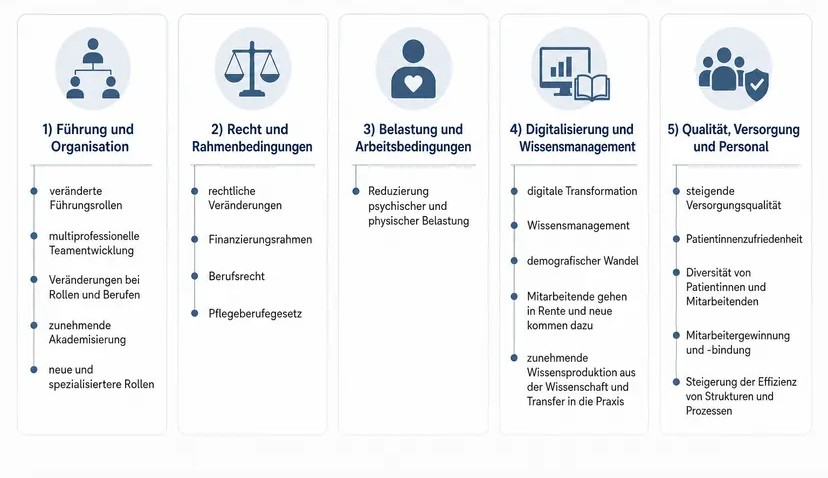 1) Führung und
Organisation
veränderte
Führungsrollen
multiprofessionelle
Teamentwicklung
Veränderungen bei
Rollen und Berufen
zunehmende
Akademisierung
neue und
spezialisiertere Rollen
2) Recht und
Rahmenbedingungen
rechtliche
Veränderungen
Finanzierungsrahmen
Berufsrecht
Pflegeberufegesetz
3) Belastung und
Arbeitsbedingungen
Reduzierung
psychischer und
physischer Belastung
4) Digitalisierung und
Wissensmanagement
digitale Transformation
Wissensmanagement
demografischer Wandel
Mitarbeitende gehen
in Rente und neue
kommen dazu
zunehmende
Wissensproduktion aus
der Wissenschaft und
Transfer in die Praxis
5) Qualität, Versorgung
und Personal
steigende
Versorgungsqualität
Patientinnenzufriedenheit
Diversität von
Patientinnen und
Mitarbeitenden
Mitarbeitergewinnung
und -bindung
Steigerung der Effizienz
von Strukturen und
Prozessen